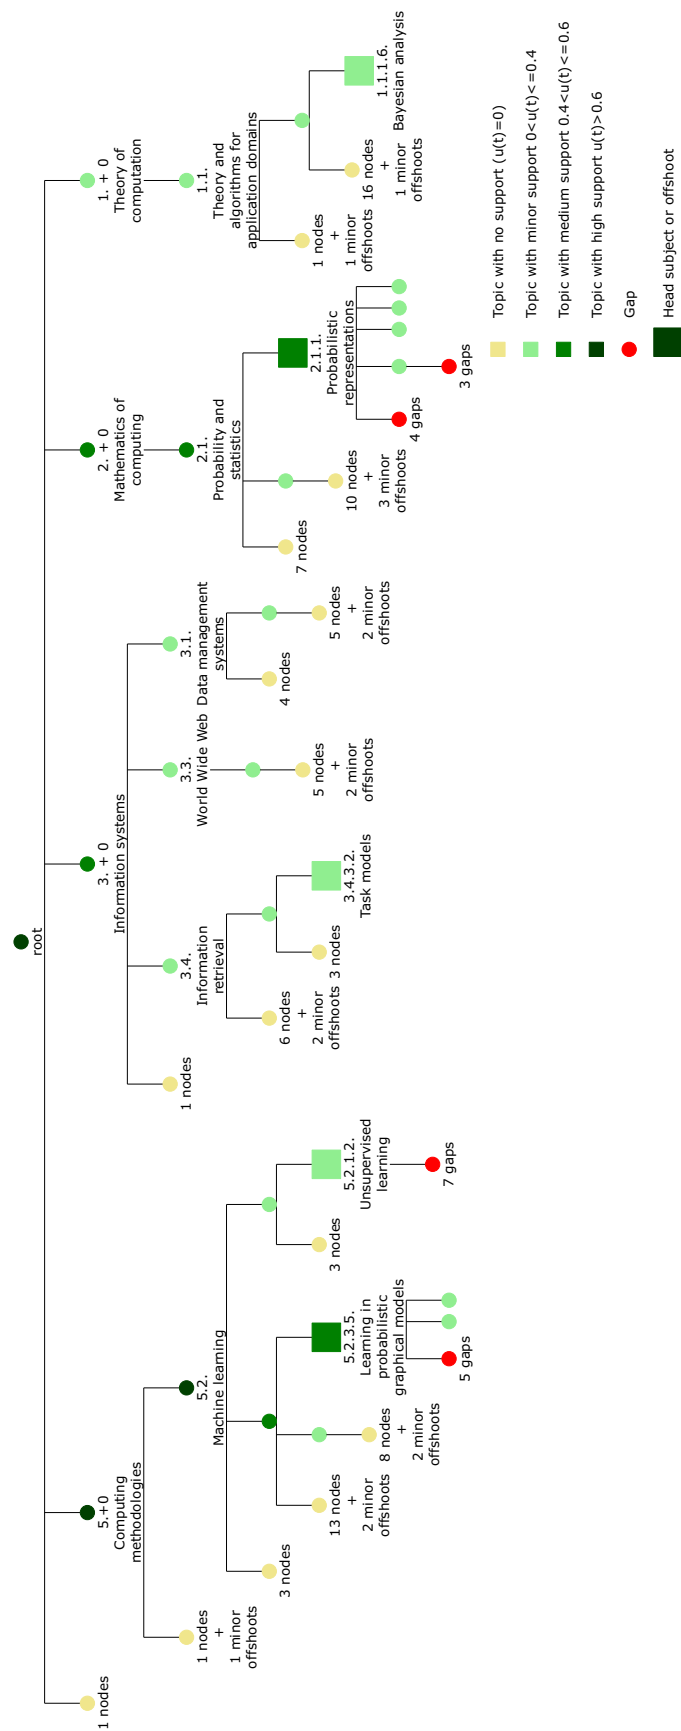 root
1 nodes
5.+0
Computing
methodologies
1 nodes
+
1 minor
offshoots
5.2.
Machine learning
3 nodes
13 nodes
+
2 minor
offshoots
8 nodes
+
2 minor
offshoots
5.2.3.5.
Learning in
probabilistic
graphical models
5 gaps
3 nodes
5.2.1.2.
Unsupervised
learning
7 gaps
3. + 0
Information systems
1 nodes
3.4.
Information
retrieval
6 nodes
+
2 minor
offshoots
3 nodes
3.4.3.2.
Task models
3.3.
World Wide Web
5 nodes
+
2 minor
offshoots
3.1.
Data management
systems
4 nodes
5 nodes
+
2 minor
offshoots
2. + 0
Mathematics of
computing
2.1.
Probability and
statistics
7 nodes
10 nodes
+
3 minor
offshoots
2.1.1.
Probabilistic
representations
4 gaps
3 gaps
1. + 0
Theory of
computation
1.1.
Theory and
algorithms for
application domains
1 nodes
+
1 minor
offshoots
16 nodes
+
1 minor
offshoots
1.1.1.6.
Bayesian analysis
Topic with no support (u(t)=0)
Topic with minor support 0<u(t)<=0.4
Topic with medium support 0.4<u(t)<=0.6
Topic with high support u(t)>0.6
Gap
Head subject or offshoot